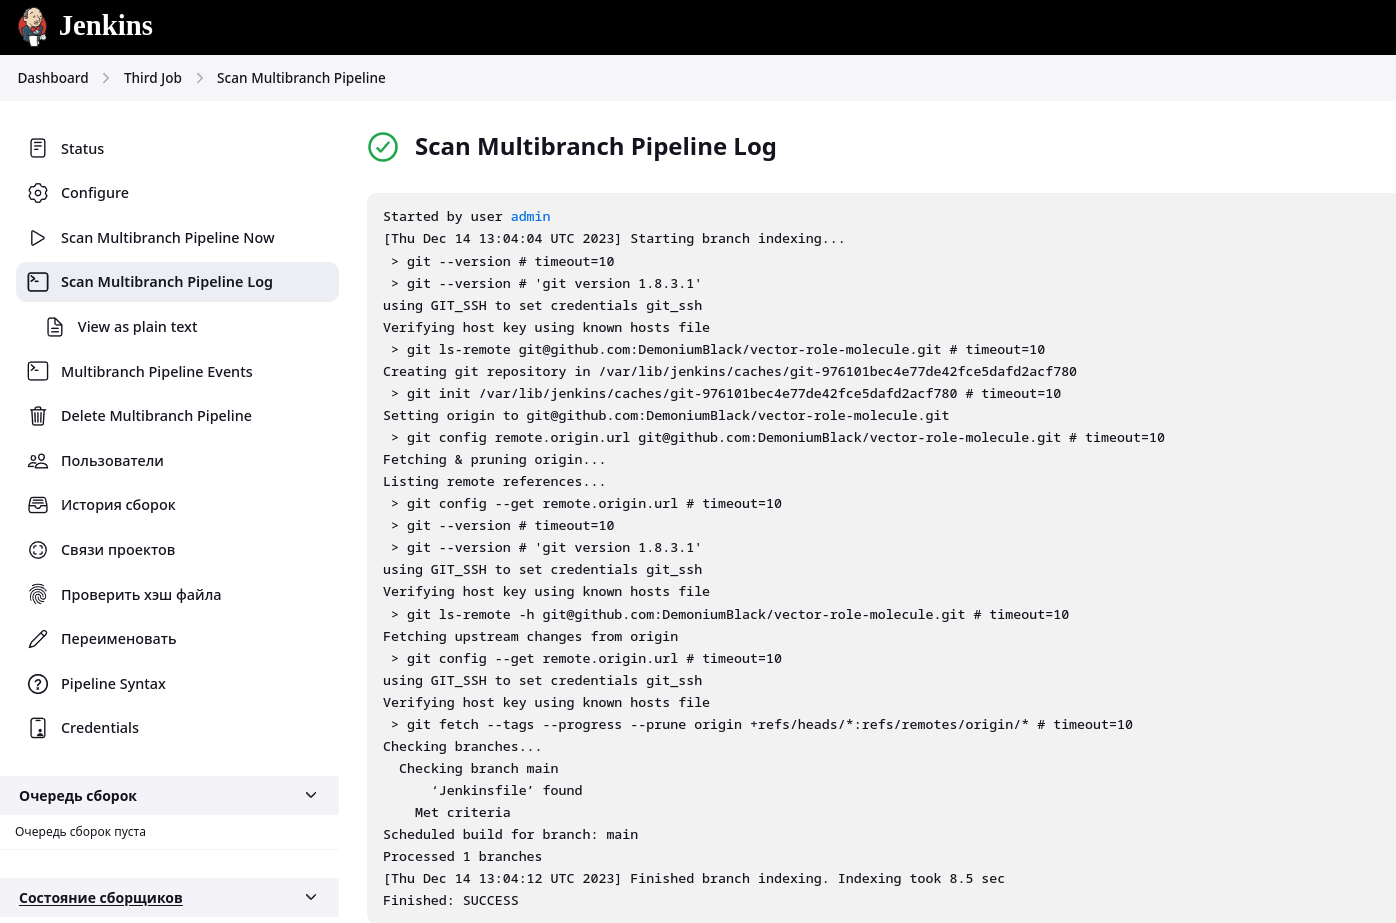 Jenkins
Dashboard > Third Job > Scan Multibranch Pipeline
Status
Configure
Scan Multibranch Pipeline Now
Scan Multibranch Pipeline Log
View as plain text
Multibranch Pipeline Events
Delete Multibranch Pipeline
Пользователи
История сборок
Связи проектов
Проверить хэш файла
Переименовать
Pipeline Syntax
Credentials
Очередь сборок
Очередь сборок пуста
Состояние сборщиков
Scan Multibranch Pipeline Log
Started by user admin
[Thu Dec 14 13:04:04 UTC 2023] Starting branch indexing...
 > git --version # timeout=10
 > git --version # 'git version 1.8.3.1'
using GIT_SSH to set credentials git_ssh
Verifying host key using known hosts file
 > git ls-remote git@github.com:DemoniumBlack/vector-role-molecule.git # timeout=10
Creating git repository in /var/lib/jenkins/caches/git-976101bec4e77de42fce5dafd2acf780
 > git init /var/lib/jenkins/caches/git-976101bec4e77de42fce5dafd2acf780 # timeout=10
Setting origin to git@github.com:DemoniumBlack/vector-role-molecule.git
 > git config remote.origin.url git@github.com:DemoniumBlack/vector-role-molecule.git # timeout=10
Fetching & pruning origin...
Listing remote references...
 > git config --get remote.origin.url # timeout=10
 > git --version # timeout=10
 > git --version # 'git version 1.8.3.1'
using GIT_SSH to set credentials git_ssh
Verifying host key using known hosts file
 > git ls-remote -h git@github.com:DemoniumBlack/vector-role-molecule.git # timeout=10
Fetching upstream changes from origin
 > git config --get remote.origin.url # timeout=10
using GIT_SSH to set credentials git_ssh
Verifying host key using known hosts file
 > git fetch --tags --progress --prune origin +refs/heads/*:refs/remotes/origin/* # timeout=10
Checking branches...
  Checking branch main
      ‘Jenkinsfile’ found
    Met criteria
Scheduled build for branch: main
Processed 1 branches
[Thu Dec 14 13:04:12 UTC 2023] Finished branch indexing. Indexing took 8.5 sec
Finished: SUCCESS